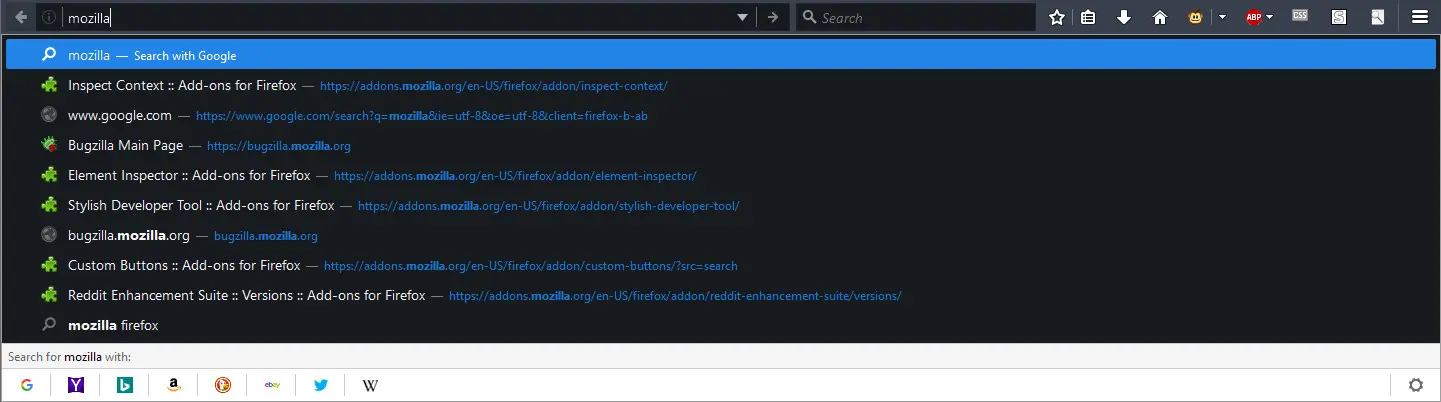 mozilla
Search
ABP
CSS
S
mozilla — Search with Google
Inspect Context :: Add-ons for Firefox — https://addons.mozilla.org/en-US/firefox/addon/inspect-context/
www.google.com — https://www.google.com/search?q=mozilla&ie=utf-8&oe=utf-8&client=firefox-b-ab
Bugzilla Main Page — https://bugzilla.mozilla.org
Element Inspector :: Add-ons for Firefox — https://addons.mozilla.org/en-US/firefox/addon/element-inspector/
Stylish Developer Tool :: Add-ons for Firefox — https://addons.mozilla.org/en-US/firefox/addon/stylish-developer-tool/
bugzilla.mozilla.org — bugzilla.mozilla.org
Custom Buttons :: Add-ons for Firefox — https://addons.mozilla.org/en-US/firefox/addon/custom-buttons/?src=search
Reddit Enhancement Suite :: Versions :: Add-ons for Firefox — https://addons.mozilla.org/en-US/firefox/addon/reddit-enhancement-suite/versions/
mozilla firefox
Search for mozilla with:
G Y b a ebay W